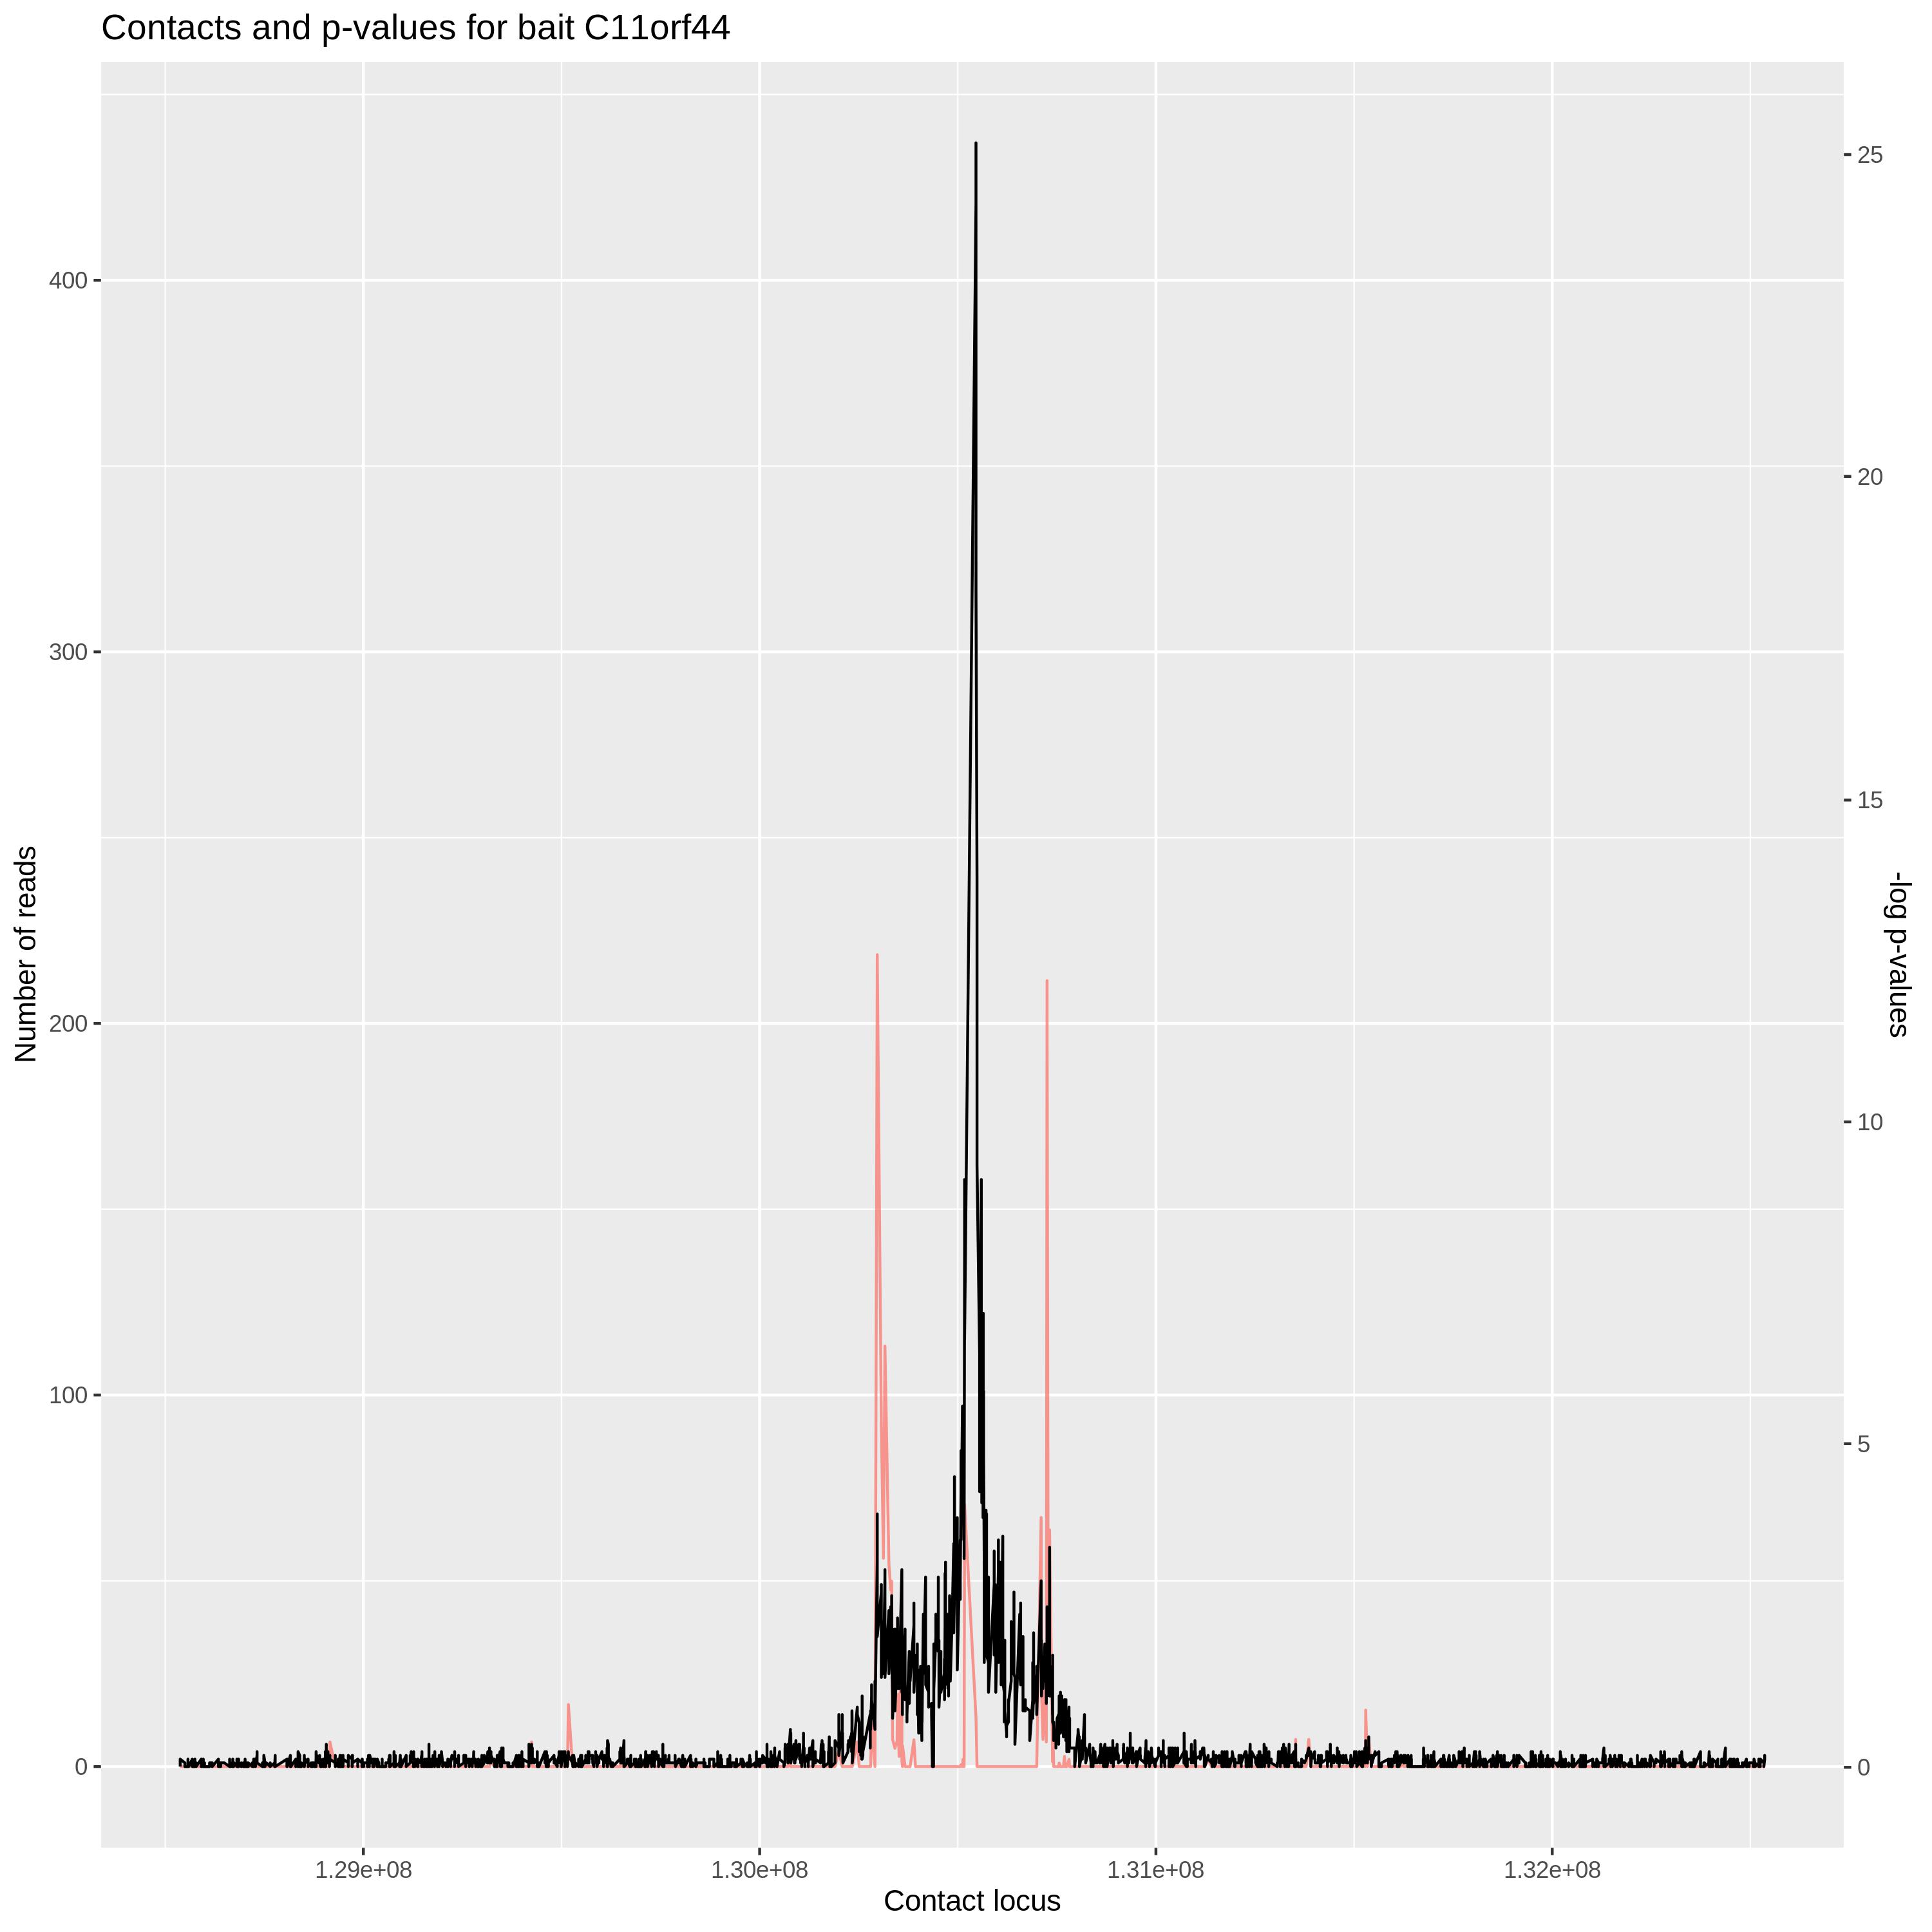 Contacts and p-values for bait C11orf44
400
300
200
100
0
Number of reads
25
20
15
10
5
0
-log p-values
1.29e+08 1.30e+08 1.31e+08 1.32e+08
Contact locus